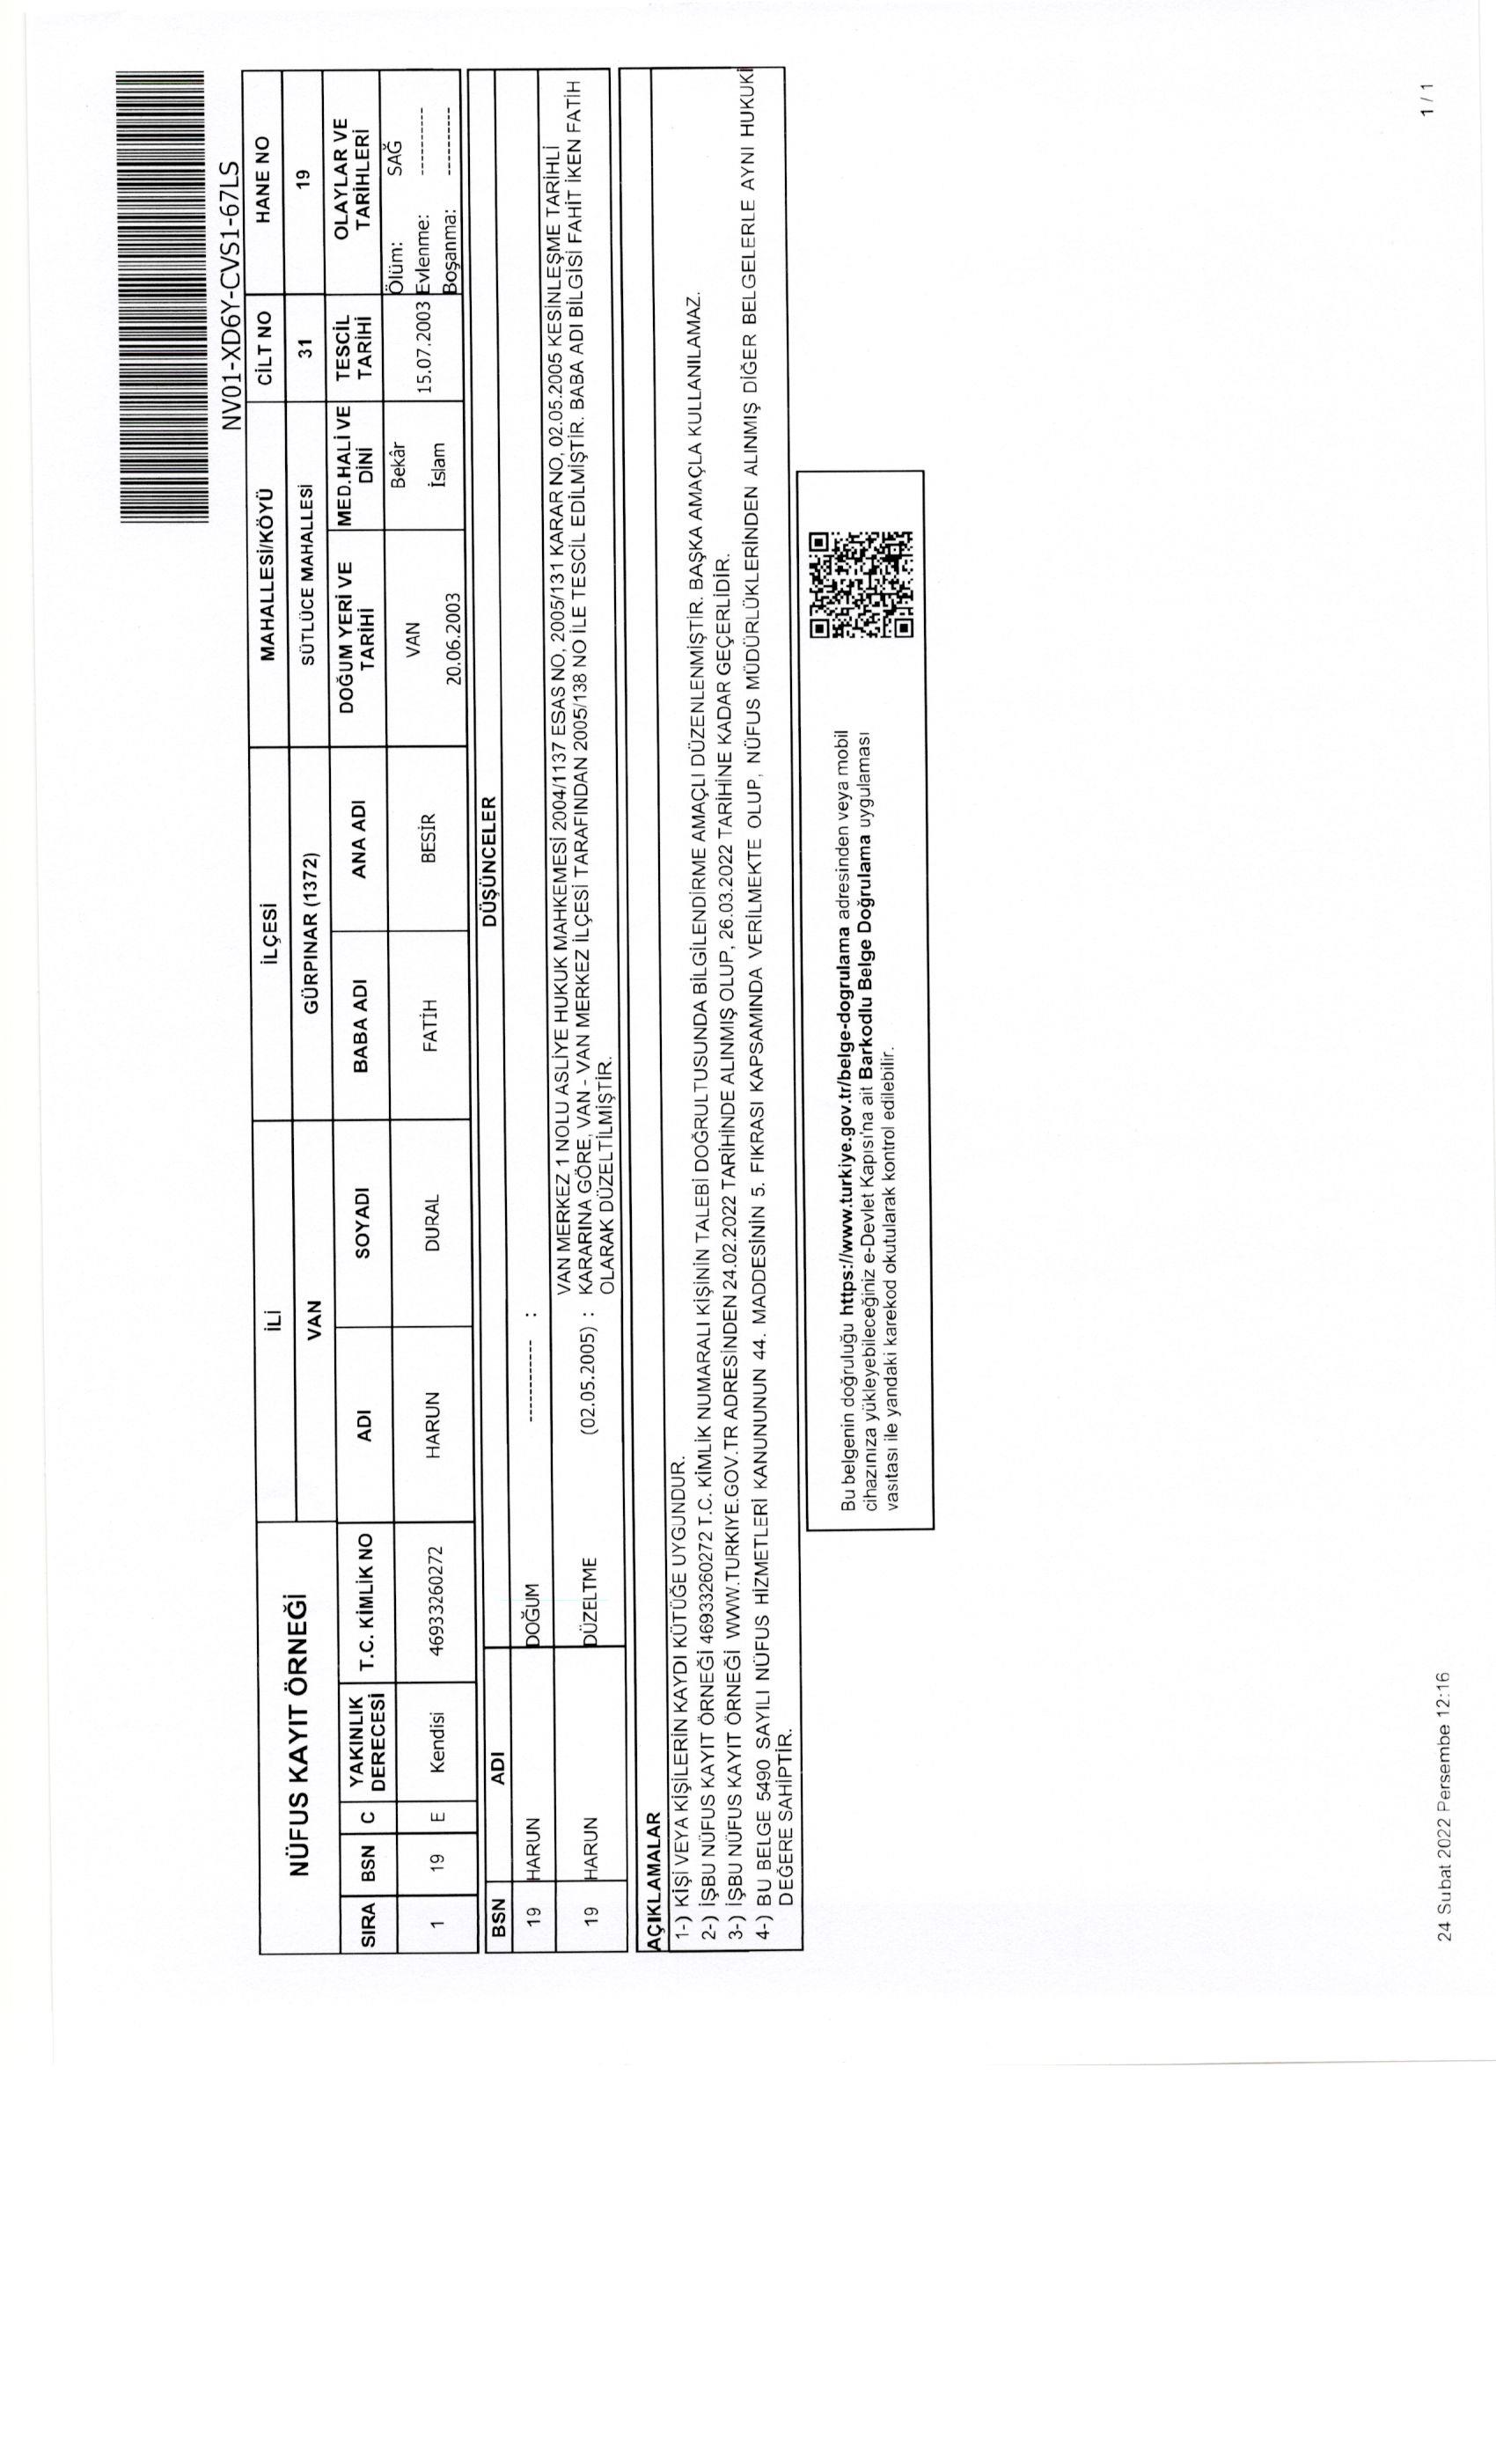 NV01-XD6Y-CVS1-67LS
NÜFUS KAYIT ÖRNEĞİ
İLİ
İLÇESİ
MAHALLESİ/KÖYÜ
CİLT NO
HANE NO
VAN
GÜRPINAR (1372)
SÜTLÜCE MAHALLESİ
31
19
SIRA
BSN
C
YAKINLIK
DERECESİ
T.C. KİMLİK NO
ADI
SOYADI
BABA ADI
ANA ADI
DOĞUM YERİ VE
TARİHİ
MED.HALİ VE
DİNİ
TESCİL
TARİHİ
OLAYLAR VE
TARİHLERİ
1
19
E
Kendisi
46933260272
HARUN
DURAL
FATİH
BESİR
VAN
20.06.2003
Bekâr
İslam
15.07.2003
Ölüm: SAĞ
Evlenme: ----------
Boşanma: ----------
BSN
ADI
DÜŞÜNCELER
19 HARUN DOĞUM ------------ :
19 HARUN DÜZELTME (02.05.2005) :
VAN MERKEZ 1 NOLU ASLİYE HUKUK MAHKEMESİ 2004/1137 ESAS NO, 2005/131 KARAR NO, 02.05.2005 KESİNLEŞME TARİHLİ
KARARINA GÖRE, VAN - VAN MERKEZ İLÇESİ TARAFINDAN 2005/138 NO İLE TESCİL EDİLMİŞTİR. BABA ADI BİLGİSİ FAHİT İKEN FATİH
OLARAK DÜZELTİLMİŞTİR.
AÇIKLAMALAR
1-) KİŞİ VEYA KİŞİLERİN KAYDI KÜTÜĞE UYGUNDUR.
2-) İŞBU NÜFUS KAYIT ÖRNEĞİ 46933260272 T.C. KİMLİK NUMARALI KİŞİNİN TALEBİ DOĞRULTUSUNDA BİLGİLENDİRME AMAÇLI DÜZENLENMİŞTİR. BAŞKA AMAÇLA KULLANILAMAZ.
3-) İŞBU NÜFUS KAYIT ÖRNEĞİ WWW.TURKIYE.GOV.TR ADRESİNDEN 24.02.2022 TARİHİNDE ALINMIŞ OLUP, 26.03.2022 TARİHİNE KADAR GEÇERLİDİR.
4-) BU BELGE 5490 SAYILI NÜFUS HİZMETLERİ KANUNUNUN 44. MADDESİNİN 5. FIKRASI KAPSAMINDA VERİLMEKTE OLUP, NÜFUS MÜDÜRLÜKLERİNDEN ALINMIŞ DİĞER BELGELERLE AYNI HUKUKİ
DEĞERE SAHİPTİR.
Bu belgenin doğruluğu https://www.turkiye.gov.tr/belge-dogrulama adresinden veya mobil
cihazınıza yükleyebileceğiniz e-Devlet Kapısı'na ait Barkodlu Belge Doğrulama uygulaması
vasıtası ile yandaki karekod okutularak kontrol edilebilir.
24 Subat 2022 Persembe 12:16
1 / 1